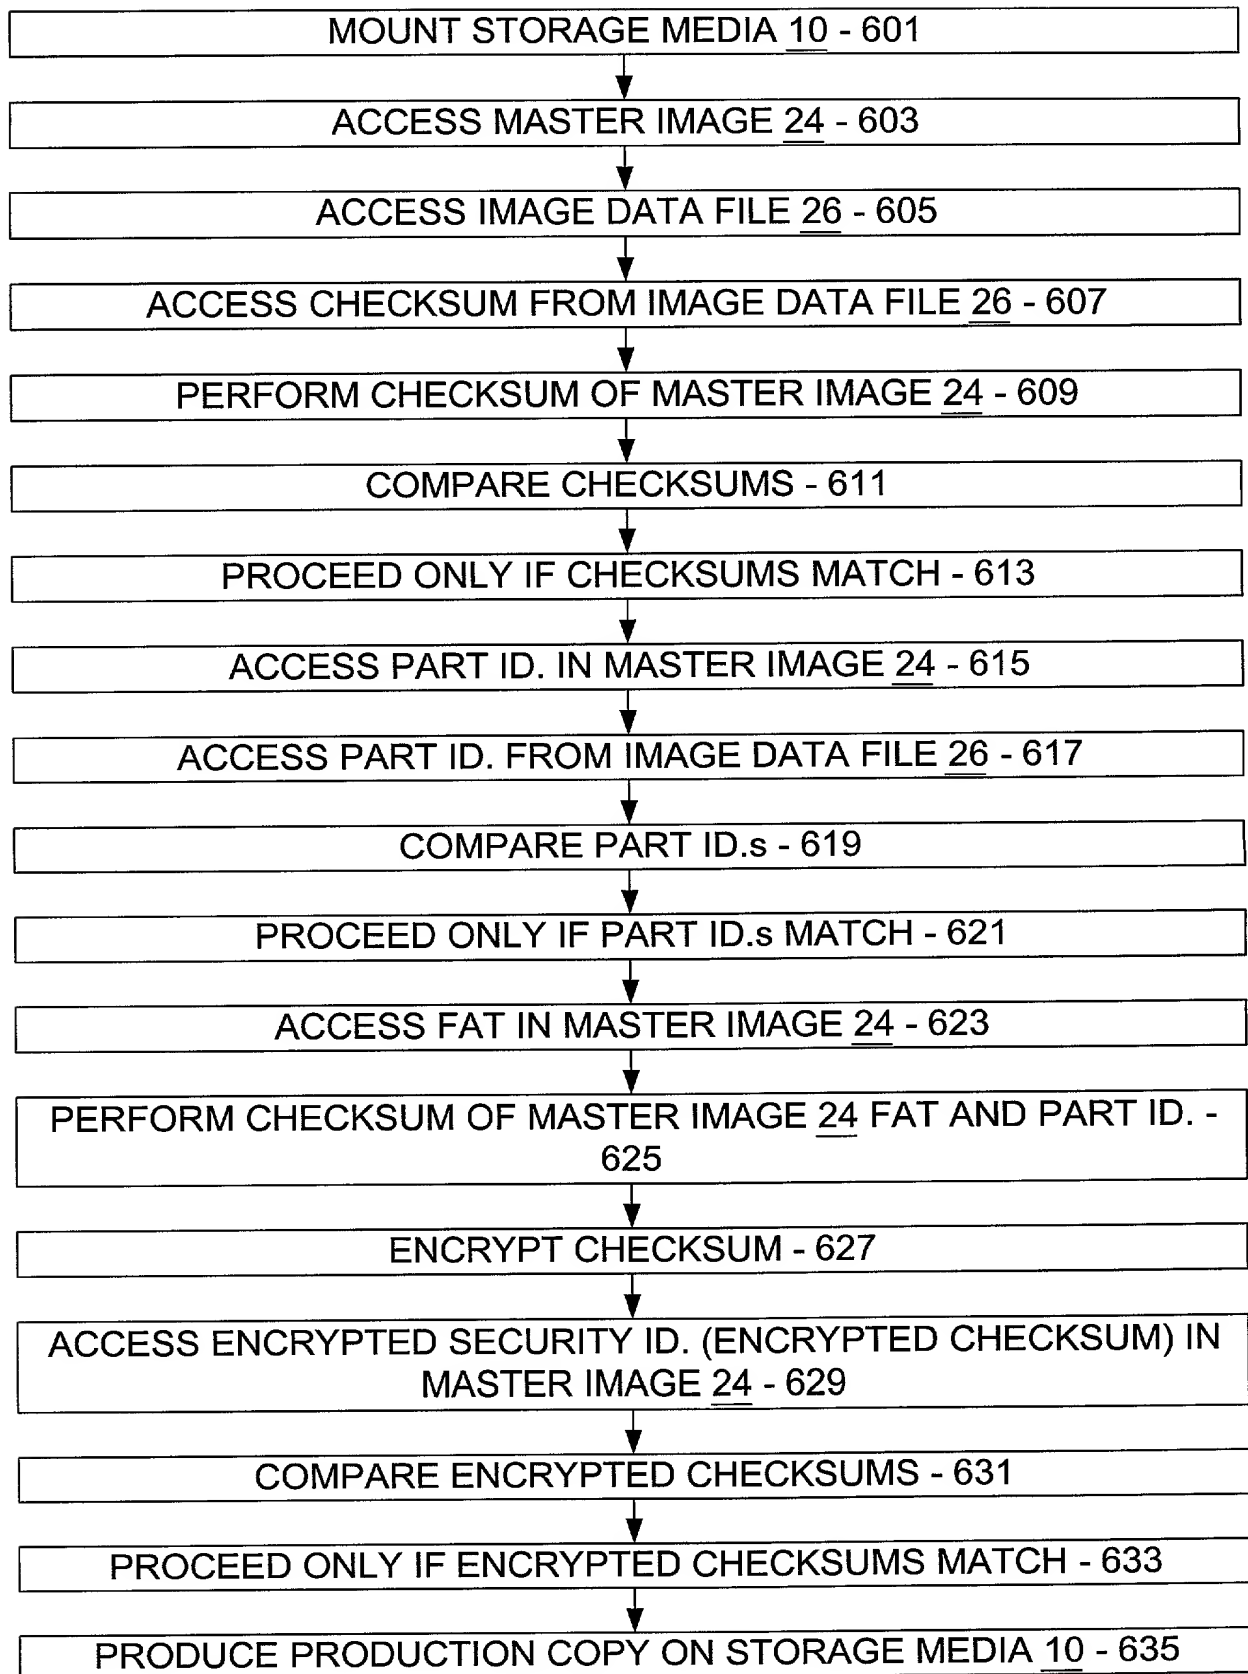 MOUNT STORAGE MEDIA 10 - 601
ACCESS MASTER IMAGE 24 - 603
ACCESS IMAGE DATA FILE 26 - 605
ACCESS CHECKSUM FROM IMAGE DATA FILE 26 - 607
PERFORM CHECKSUM OF MASTER IMAGE 24 - 609
COMPARE CHECKSUMS - 611
PROCEED ONLY IF CHECKSUMS MATCH - 613
ACCESS PART ID. IN MASTER IMAGE 24 - 615
ACCESS PART ID. FROM IMAGE DATA FILE 26 - 617
COMPARE PART ID.s - 619
PROCEED ONLY IF PART ID.s MATCH - 621
ACCESS FAT IN MASTER IMAGE 24 - 623
PERFORM CHECKSUM OF MASTER IMAGE 24 FAT AND PART ID. -
625
ENCRYPT CHECKSUM - 627
ACCESS ENCRYPTED SECURITY ID. (ENCRYPTED CHECKSUM) IN
MASTER IMAGE 24 - 629
COMPARE ENCRYPTED CHECKSUMS - 631
PROCEED ONLY IF ENCRYPTED CHECKSUMS MATCH - 633
PRODUCE PRODUCTION COPY ON STORAGE MEDIA 10 - 635